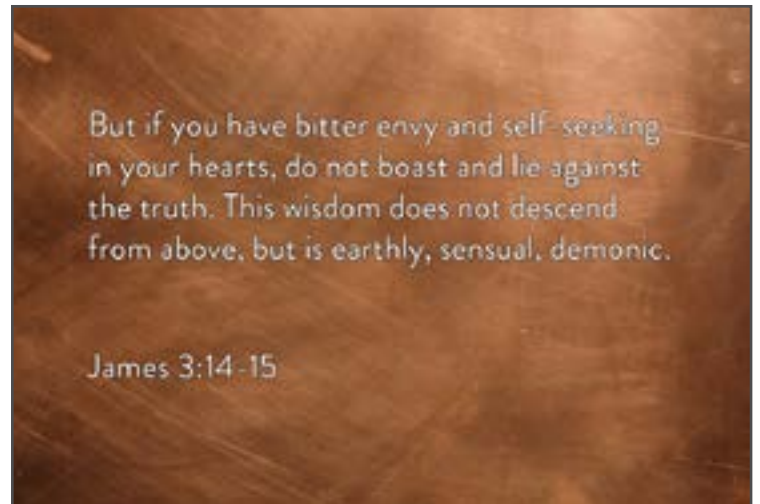 But if you have bitter envy and self-seeking
in your hearts, do not boast and lie against
the truth. This wisdom does not descend
from above, but is earthly, sensual, demonic.
James 3:14-15